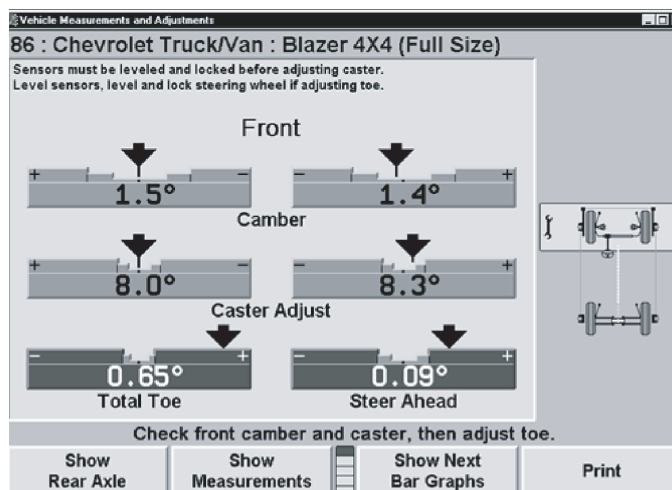 Vehicle Measurements and Adjustments
86 : Chevrolet Truck/Van : Blazer 4X4 (Full Size)
Sensors must be leveled and locked before adjusting caster.
Level sensors, level and lock steering wheel if adjusting toe.
Front
+ − − +
1.5° 1.4°
Camber
+ − − +
8.0° 8.3°
Caster Adjust
− + − +
0.65° 0.09°
Total Toe Steer Ahead
Check front camber and caster, then adjust toe.
Show Rear Axle
Show Measurements
Show Next Bar Graphs
Print